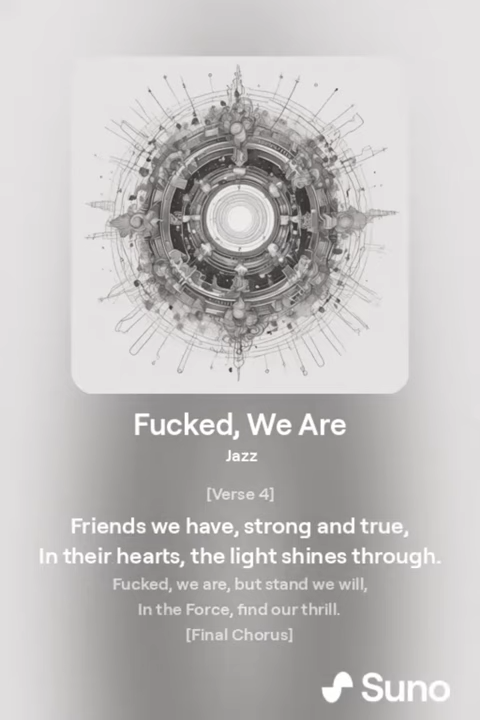 Fucked, We Are
Jazz
[Verse 4]
Friends we have, strong and true,
In their hearts, the light shines through.
Fucked, we are, but stand we will,
In the Force, find our thrill.
[Final Chorus]
Suno